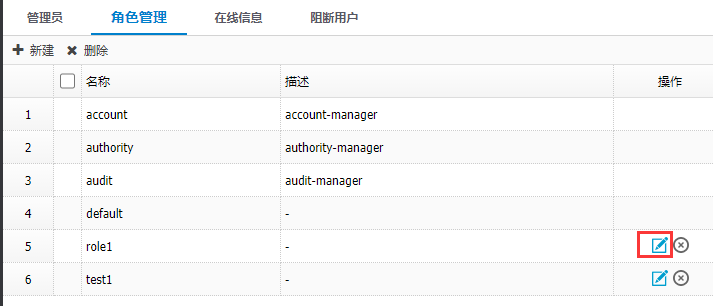 管理员 角色管理 在线信息 阻断用户
新建 删除
名称 描述 操作
1 account account-manager
2 authority authority-manager
3 audit audit-manager
4 default -
5 role1 -
6 test1 -